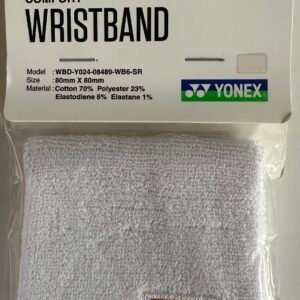 COMFORT
WRISTBAND
Model : WBD-Y024-08489-WB6-SR
Size : 80mm X 80mm
Material : Cotton 70% Polyester 23%
Elastodiene 6% Elastane 1%
YONEX